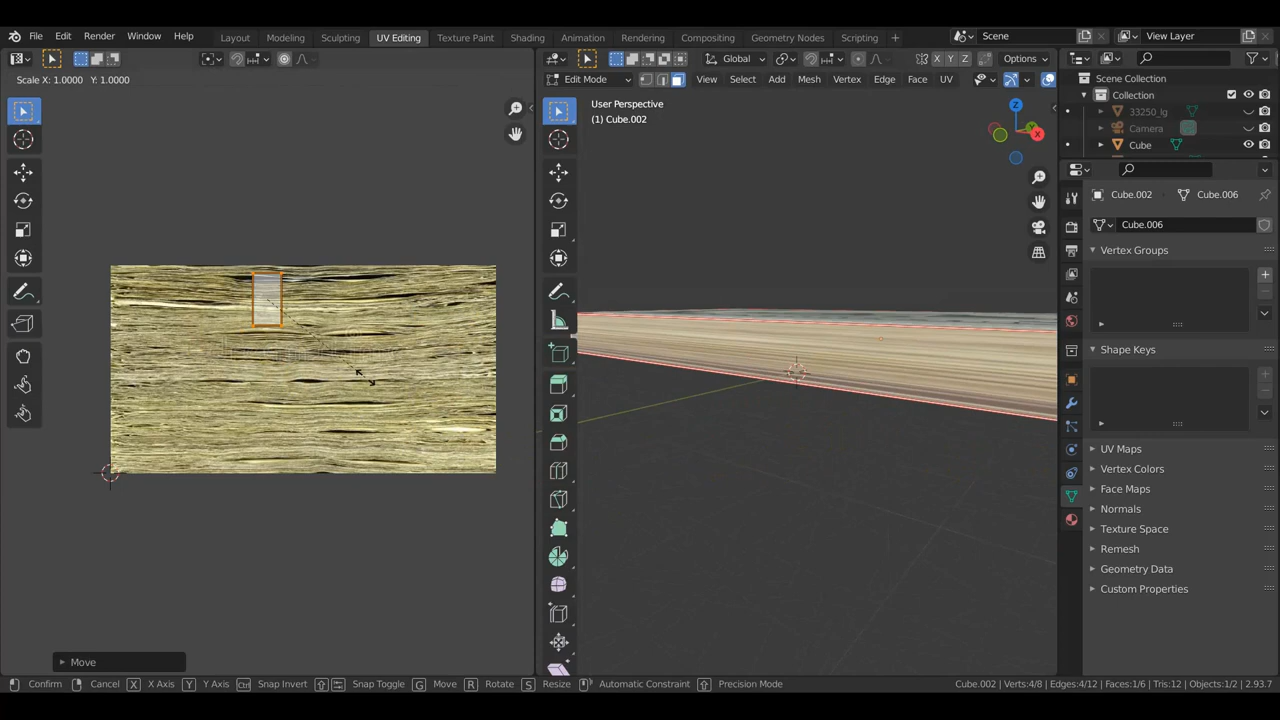 File Edit Render Window Help Layout Modeling Sculpting UV Editing Texture Paint Shading Animation Rendering Compositing Geometry Nodes Scripting + Scene View Layer
Global Options
Scale X: 1.0000 Y: 1.0000
Edit Mode View Select Add Mesh Vertex Edge Face UV
X Y Z
Scene Collection
Collection
33250_lg
Camera
Cube
User Perspective
(1) Cube.002
Z
X
Cube.002 Cube.006
Cube.006
Vertex Groups
Shape Keys
UV Maps
Vertex Colors
Face Maps
Normals
Texture Space
Remesh
Geometry Data
Custom Properties
Move
Confirm Cancel X X Axis Y Y Axis Ctrl Snap Invert Snap Toggle G Move R Rotate S Resize Automatic Constraint Precision Mode Cube.002 | Verts:4/8 | Edges:4/12 | Faces:1/6 | Tris:12 | Objects:1/2 | 2.93.7